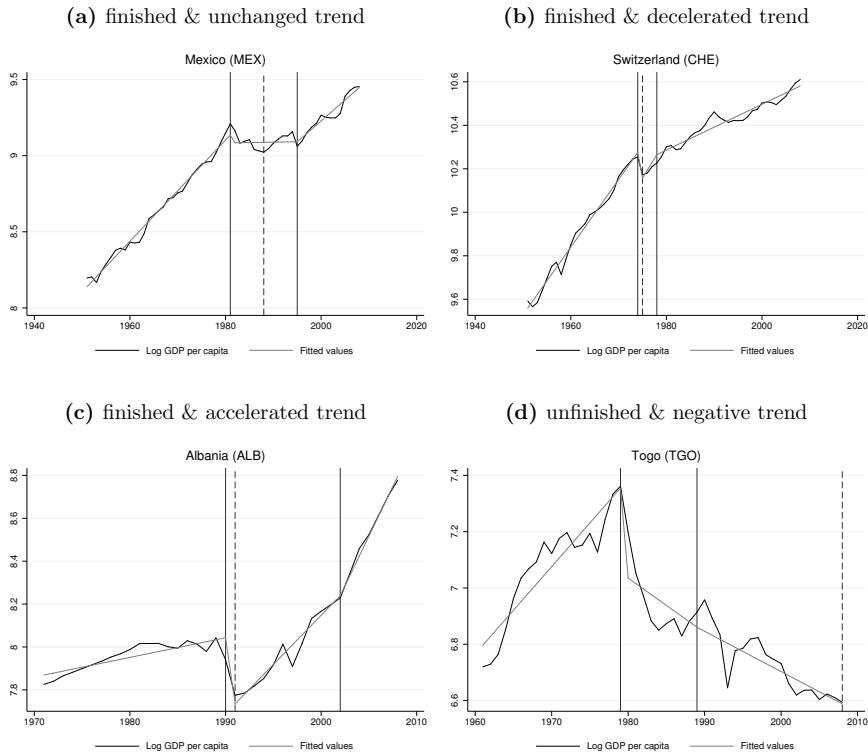 (a) finished & unchanged trend
Mexico (MEX)
9.5
9
8.5
8
1940 1960 1980 2000 2020
Log GDP per capita Fitted values
(b) finished & decelerated trend
Switzerland (CHE)
10.6
10.4
10.2
10
9.8
9.6
1940 1960 1980 2000 2020
Log GDP per capita Fitted values
(c) finished & accelerated trend
Albania (ALB)
8.8
8.6
8.4
8.2
8
7.8
1970 1980 1990 2000 2010
Log GDP per capita Fitted values
(d) unfinished & negative trend
Togo (TGO)
7.4
7.2
7
6.8
6.6
1960 1970 1980 1990 2000 2010
Log GDP per capita Fitted values